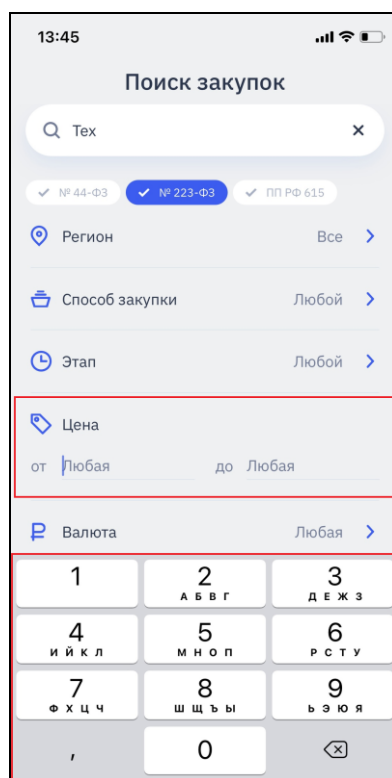 13:45
Поиск закупок
Тех
№ 44-ФЗ № 223-ФЗ ПП РФ 615
Регион Все
Способ закупки Любой
Этап Любой
Цена
от Любая до Любая
Валюта Любая
1 2 3
АБВГ ДЕЖЗ
4 5 6
ИЙКЛ МНОП РСТУ
7 8 9
ФХЦЧ ШЩЪЫ ЬЭЮЯ
, 0